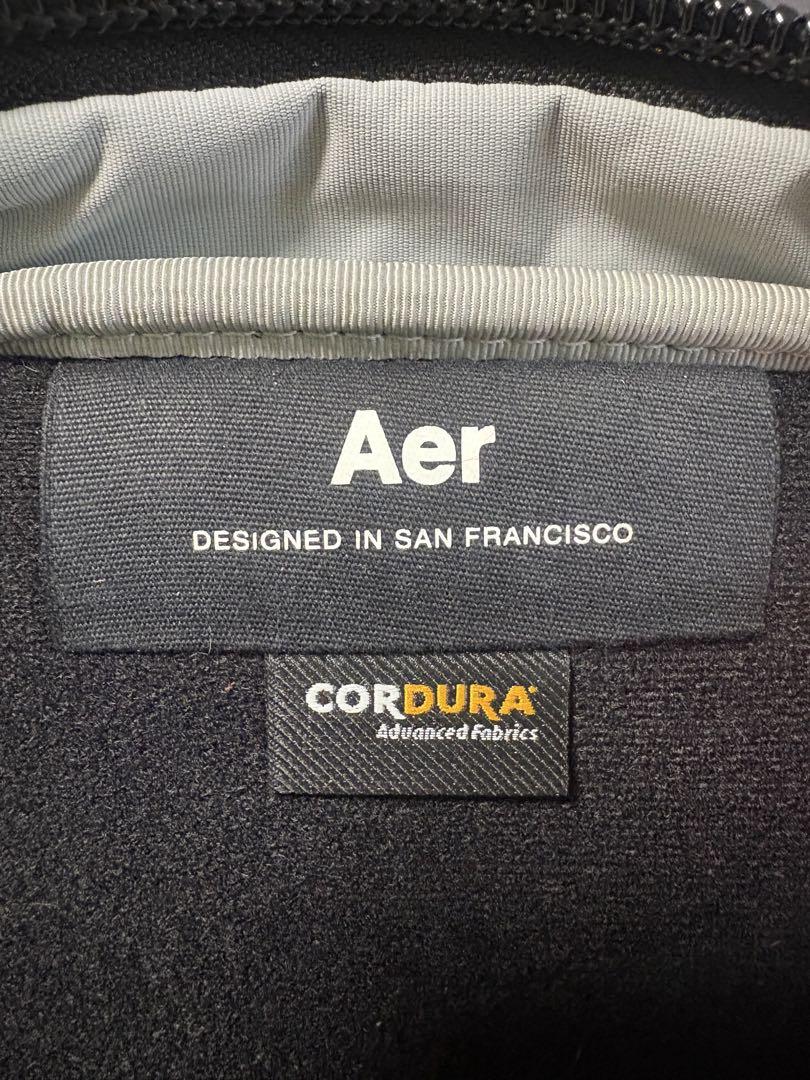 Aer
DESIGNED IN SAN FRANCISCO
CORDURA®
Advanced Fabrics